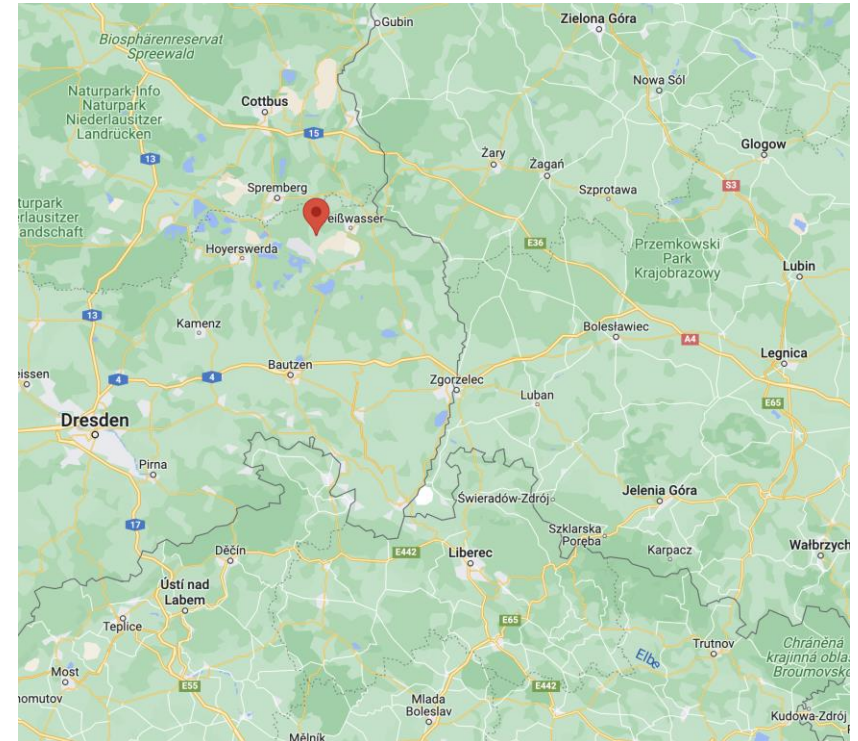 Gubin
Zielona Góra
Biosphärenreservat
Spreewald
Nowa Sól
Naturpark-Info
Naturpark
Niederlausitzer
Landrücken
Cottbus
15
13
Glogow
Żary
Żagań
S3
Szprotawa
Spremberg
turpark
erlausitzer
andschaft
eißwasser
Hoyerswerda
E36
Przemkowski
Park
Krajobrazowy
Lubin
13
Kamenz
Bolesławiec
A4
Legnica
Bautzen
eissen
4
4
Zgorzelec
Luban
E65
Dresden
Pirna
Świeradów-Zdrój
Jelenia Góra
17
Szklarska
Poręba
Děčín
E442
Liberec
Karpacz
Wałbrzych
Ústí nad
Labem
Teplice
E65
Trutnov
Elbe
Chráněná
krajinná oblas
Broumovsko
Most
E55
E442
homutov
Mlada
Boleslav
Kudowa-Zdrój
Mělník